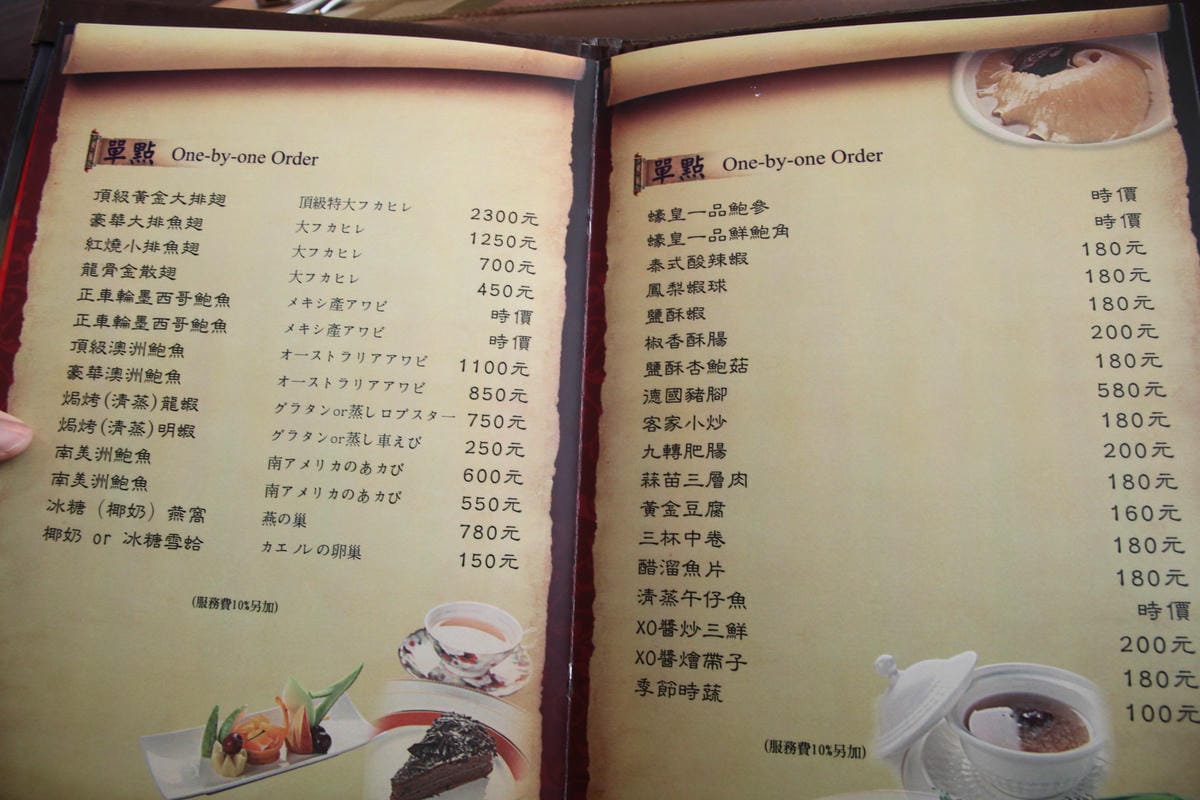 單點 One-by-one Order
頂級黃金大排翅 頂級特大フカヒレ 2300元
豪華大排魚翅 大フカヒレ 1250元
紅燒小排魚翅 大フカヒレ 700元
龍骨金散翅 大フカヒレ 450元
正車輪墨西哥鮑魚 メキシ產アワビ 時價
正車輪墨西哥鮑魚 メキシ產アワビ 時價
頂級澳洲鮑魚 オーストラリアアワビ 1100元
豪華澳洲鮑魚 オーストラリアアワビ 850元
焗烤(清蒸)龍蝦 グラタンor蒸しロブスター 750元
焗烤(清蒸)明蝦 グラタンor蒸し車えび 250元
南美洲鮑魚 南アメリカのあカび 600元
南美洲鮑魚 南アメリカのあカび 550元
冰糖（椰奶）燕窩 燕の巢 780元
椰奶 or 冰糖雪蛤 カエルの卵巢 150元
(服務費10%另加)
單點 One-by-one Order
蠔皇一品鮑參 時價
蠔皇一品鮮鮑角 時價
泰式酸辣蝦 180元
鳳梨蝦球 180元
鹽酥蝦 180元
椒香酥腸 200元
鹽酥杏鮑菇 180元
德國豬腳 580元
客家小炒 180元
九轉肥腸 200元
蒜苗三層肉 180元
黃金豆腐 160元
三杯中卷 180元
醋溜魚片 180元
清蒸午仔魚 時價
XO醬炒三鮮 200元
XO醬燴帶子 180元
季節時蔬 100元
(服務費10%另加)